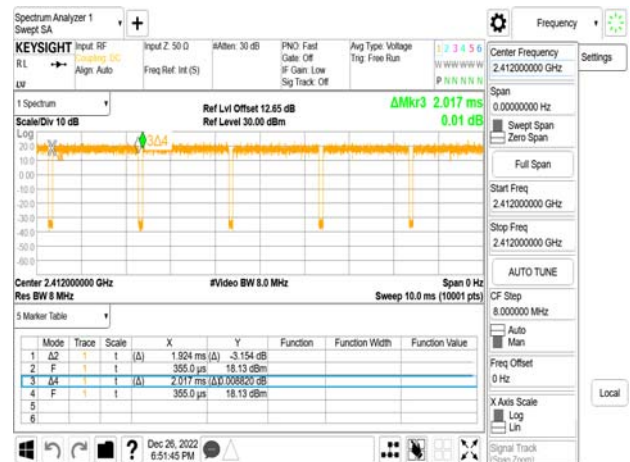 Spectrum Analyzer 1
Swept SA
Frequency
KEYSIGHT
RL
Input: RF
Coupling: DC
Align: Auto
Input Z: 50 Ω
Freq Ref: Int (S)
#Atten: 30 dB
PNO: Fast
Gate: Off
IF Gain: Low
Sig Track: Off
Avg Type: Voltage
Trig: Free Run
1 2 3 4 5 6
W W W W W W
P N N N N N
1 Spectrum
Scale/Div 10 dB
Ref Lvl Offset 12.65 dB
Ref Level 30.00 dBm
ΔMkr3 2.017 ms
0.01 dB
Log
20.0
10.0
0.00
-10.0
-20.0
-30.0
-40.0
-50.0
-60.0
3Δ4
Center 2.412000000 GHz
Res BW 8 MHz
#Video BW 8.0 MHz
Span 0 Hz
Sweep 10.0 ms (10001 pts)
5 Marker Table
Mode Trace Scale X Y Function Function Width Function Value
1 Δ2 1 t (Δ) 1.924 ms (Δ) -3.154 dB
2 F 1 t 355.0 µs 18.13 dBm
3 Δ4 1 t (Δ) 2.017 ms (Δ) 0.008820 dB
4 F 1 t 355.0 µs 18.13 dBm
5
6
Dec 26, 2022
6:51:45 PM
Center Frequency
2.412000000 GHz
Settings
Span
0.00000000 Hz
Swept Span
Zero Span
Full Span
Start Freq
2.412000000 GHz
Stop Freq
2.412000000 GHz
AUTO TUNE
CF Step
8.000000 MHz
Auto
Man
Freq Offset
0 Hz
X Axis Scale
Log
Lin
Local
Signal Track
(Span Zoom)